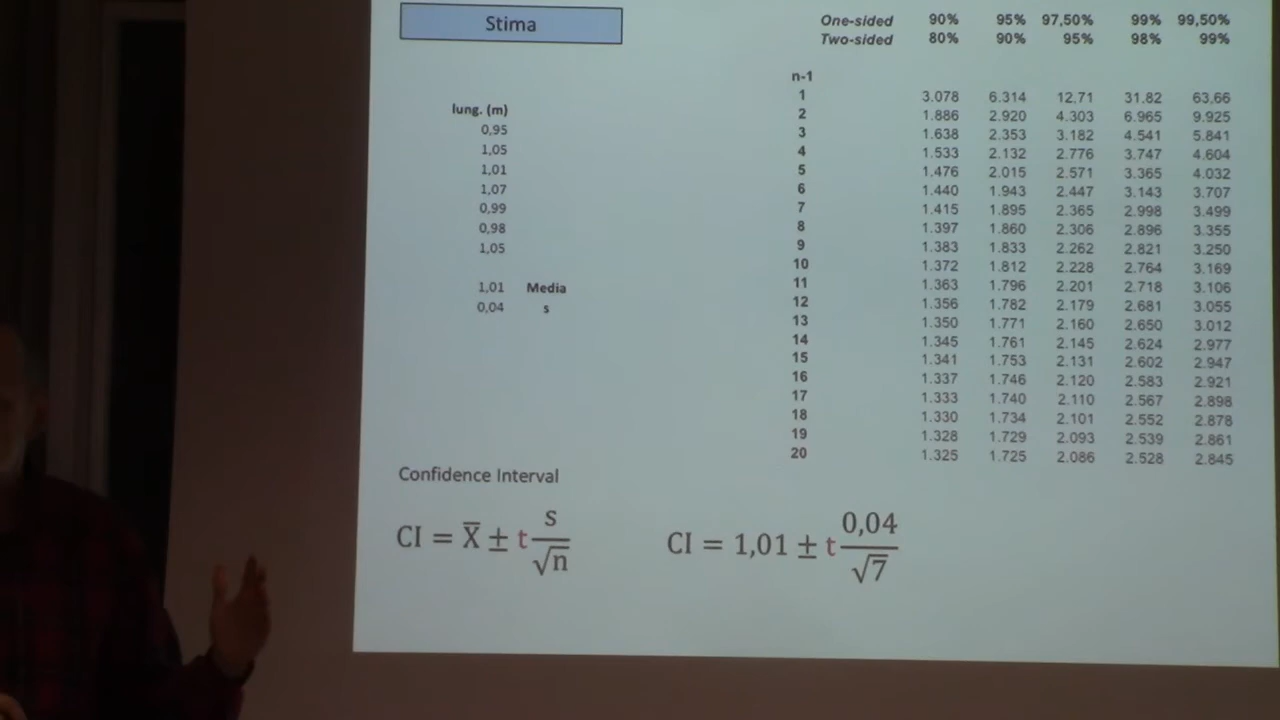 Stima
lung. (m)
0,95
1,05
1,01
1,07
0,99
0,98
1,05
1,01 Media
0,04 s
One-sided 90% 95% 97,50% 99% 99,50%
Two-sided 80% 90% 95% 98% 99%
n-1
1 3.078 6.314 12.71 31.82 63.66
2 1.886 2.920 4.303 6.965 9.925
3 1.638 2.353 3.182 4.541 5.841
4 1.533 2.132 2.776 3.747 4.604
5 1.476 2.015 2.571 3.365 4.032
6 1.440 1.943 2.447 3.143 3.707
7 1.415 1.895 2.365 2.998 3.499
8 1.397 1.860 2.306 2.896 3.355
9 1.383 1.833 2.262 2.821 3.250
10 1.372 1.812 2.228 2.764 3.169
11 1.363 1.796 2.201 2.718 3.106
12 1.356 1.782 2.179 2.681 3.055
13 1.350 1.771 2.160 2.650 3.012
14 1.345 1.761 2.145 2.624 2.977
15 1.341 1.753 2.131 2.602 2.947
16 1.337 1.746 2.120 2.583 2.921
17 1.333 1.740 2.110 2.567 2.898
18 1.330 1.734 2.101 2.552 2.878
19 1.328 1.729 2.093 2.539 2.861
20 1.325 1.725 2.086 2.528 2.845
Confidence Interval
CI = X̅ ± t s/√n
CI = 1,01 ± t 0,04/√7